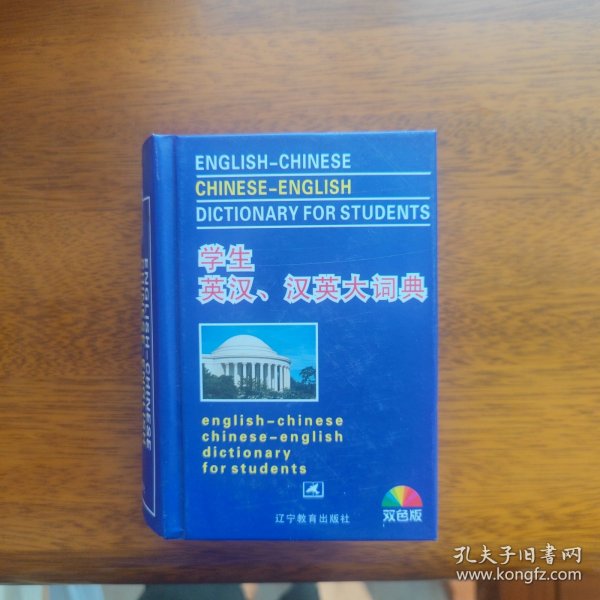 ENGLISH-CHINESE
CHINESE-ENGLISH
DICTIONARY FOR STUDENTS
学生
英汉、汉英大词典
english-chinese
chinese-english
dictionary
for students
辽宁教育出版社
双色版
ENGLISH-CHINESE
孔夫子旧书网
www.kongfz.com